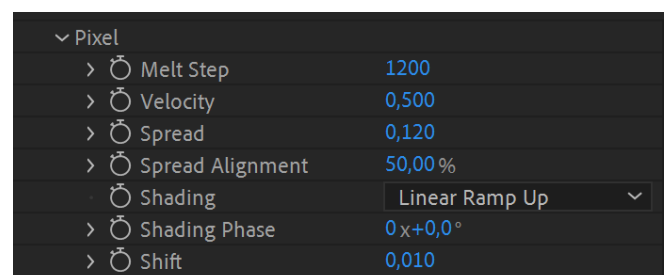 Pixel
Melt Step 1200
Velocity 0,500
Spread 0,120
Spread Alignment 50,00 %
Shading Linear Ramp Up
Shading Phase 0 x+0,0°
Shift 0,010